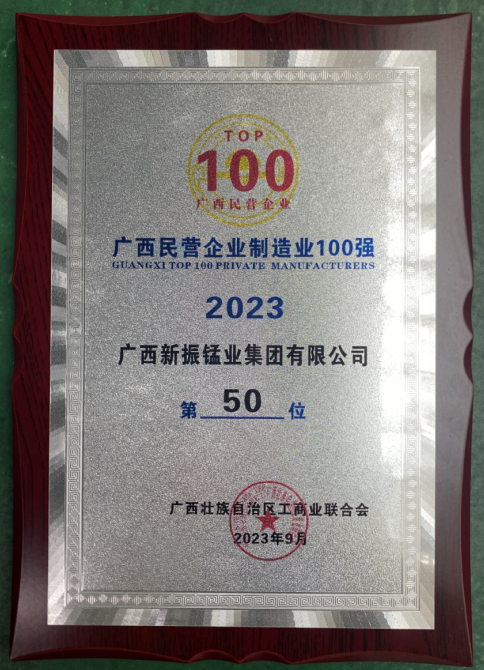 TOP
100
广西民营企业
广西民营企业制造业100强
GUANGXI TOP 100 PRIVATE MANUFACTURERS
2023
广西新振锰业集团有限公司
第 50 位
广西壮族自治区工商业联合会
2023年9月